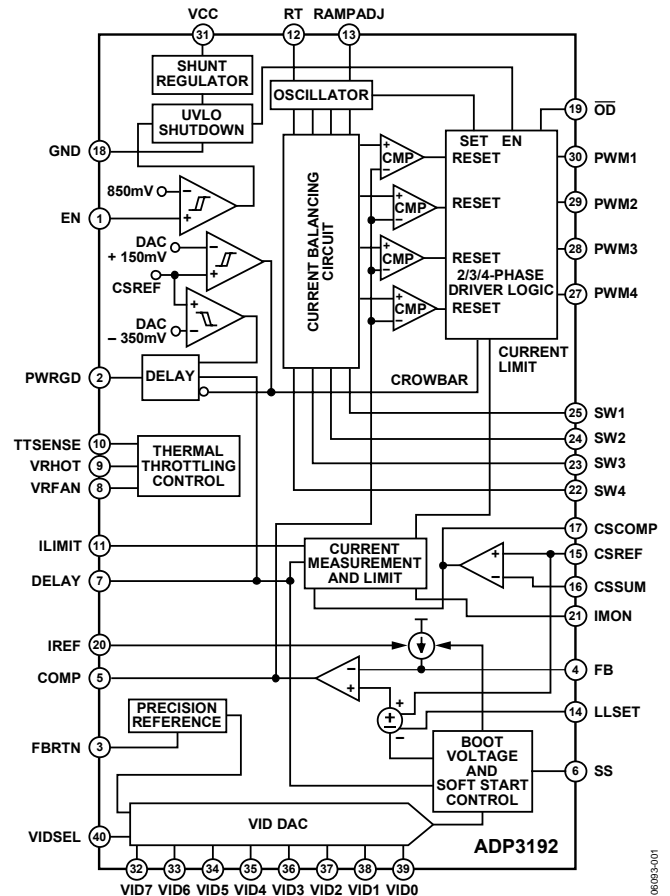 VCC
RT
RAMPADJ
31
12
13
SHUNT
REGULATOR
OSCILLATOR
UVLO
SHUTDOWN
19
OD
GND
18
SET EN
CMP
RESET
30
PWM1
850mV
EN
1
CMP
RESET
29
PWM2
DAC
+ 150mV
CSREF
CURRENT BALANCING
CIRCUIT
CMP
RESET
2/3/4-PHASE
DRIVER LOGIC
28
PWM3
DAC
– 350mV
CMP
RESET
27
PWM4
CURRENT
LIMIT
PWRGD
2
DELAY
CROWBAR
25
SW1
TTSENSE
10
THERMAL
THROTTLING
CONTROL
24
SW2
VRHOT
9
23
SW3
VRFAN
8
22
SW4
17
CSCOMP
ILIMIT
11
CURRENT
MEASUREMENT
AND LIMIT
15
CSREF
DELAY
7
16
CSSUM
21
IMON
IREF
20
COMP
5
4
FB
PRECISION
REFERENCE
14
LLSET
FBRTN
3
BOOT
VOLTAGE
AND
SOFT START
CONTROL
6
SS
VIDSEL
40
VID DAC
ADP3192
32
33
34
35
36
37
38
39
VID7
VID6
VID5
VID4
VID3
VID2
VID1
VID0
06093-001